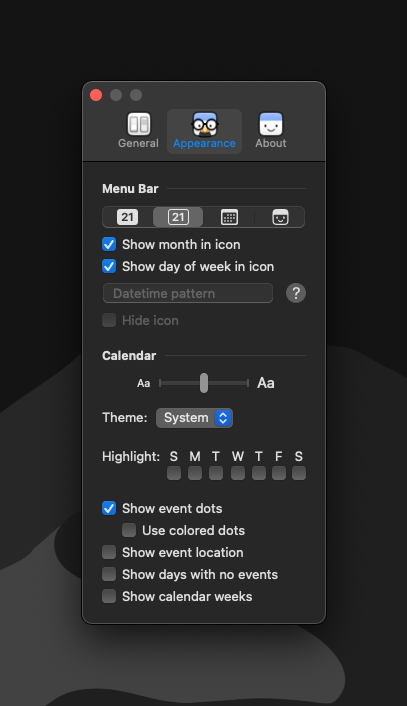 General Appearance About
Menu Bar
21 21
Show month in icon
Show day of week in icon
Datetime pattern ?
Hide icon
Calendar
Aa Aa
Theme: System
Highlight: S M T W T F S
Show event dots
Use colored dots
Show event location
Show days with no events
Show calendar weeks